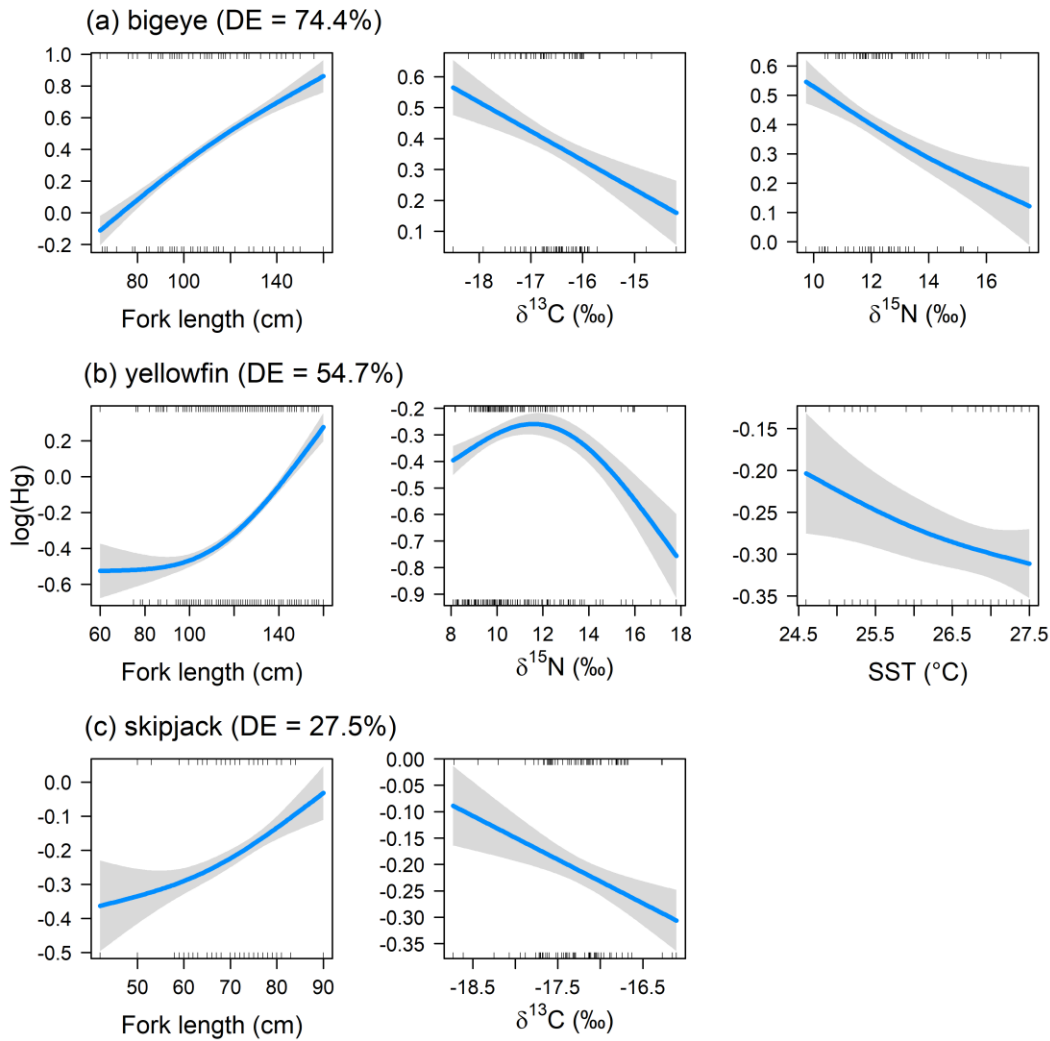 (a) bigeye (DE = 74.4%)
1.0
0.8
0.6
0.4
0.2
0.0
-0.2
80 100 140
Fork length (cm)
0.6
0.5
0.4
0.3
0.2
0.1
-18 -17 -16 -15
δ¹³C (‰)
0.6
0.5
0.4
0.3
0.2
0.1
0.0
10 12 14 16
δ¹⁵N (‰)
(b) yellowfin (DE = 54.7%)
log(Hg)
0.2
0.0
-0.2
-0.4
-0.6
60 80 100 140
Fork length (cm)
-0.2
-0.3
-0.4
-0.5
-0.6
-0.7
-0.8
-0.9
8 10 12 14 16 18
δ¹⁵N (‰)
-0.15
-0.20
-0.25
-0.30
-0.35
24.5 25.5 26.5 27.5
SST (°C)
(c) skipjack (DE = 27.5%)
0.0
-0.1
-0.2
-0.3
-0.4
-0.5
50 60 70 80 90
Fork length (cm)
0.00
-0.05
-0.10
-0.15
-0.20
-0.25
-0.30
-0.35
-18.5 -17.5 -16.5
δ¹³C (‰)